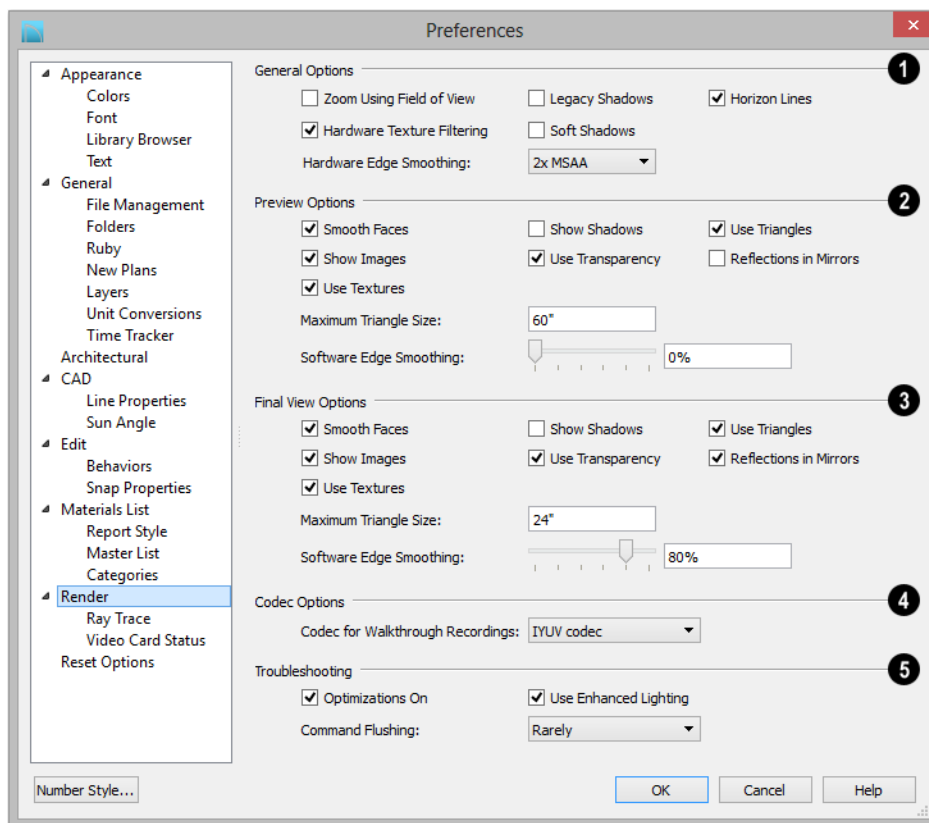 Preferences
Appearance
Colors
Font
Library Browser
Text
General
File Management
Folders
Ruby
New Plans
Layers
Unit Conversions
Time Tracker
Architectural
CAD
Line Properties
Sun Angle
Edit
Behaviors
Snap Properties
Materials List
Report Style
Master List
Categories
Render
Ray Trace
Video Card Status
Reset Options
General Options 1
Zoom Using Field of View Legacy Shadows Horizon Lines
Hardware Texture Filtering Soft Shadows
Hardware Edge Smoothing: 2x MSAA
Preview Options 2
Smooth Faces Show Shadows Use Triangles
Show Images Use Transparency Reflections in Mirrors
Use Textures
Maximum Triangle Size: 60"
Software Edge Smoothing: 0%
Final View Options 3
Smooth Faces Show Shadows Use Triangles
Show Images Use Transparency Reflections in Mirrors
Use Textures
Maximum Triangle Size: 24"
Software Edge Smoothing: 80%
Codec Options 4
Codec for Walkthrough Recordings: IYUV codec
Troubleshooting 5
Optimizations On Use Enhanced Lighting
Command Flushing: Rarely
Number Style... OK Cancel Help